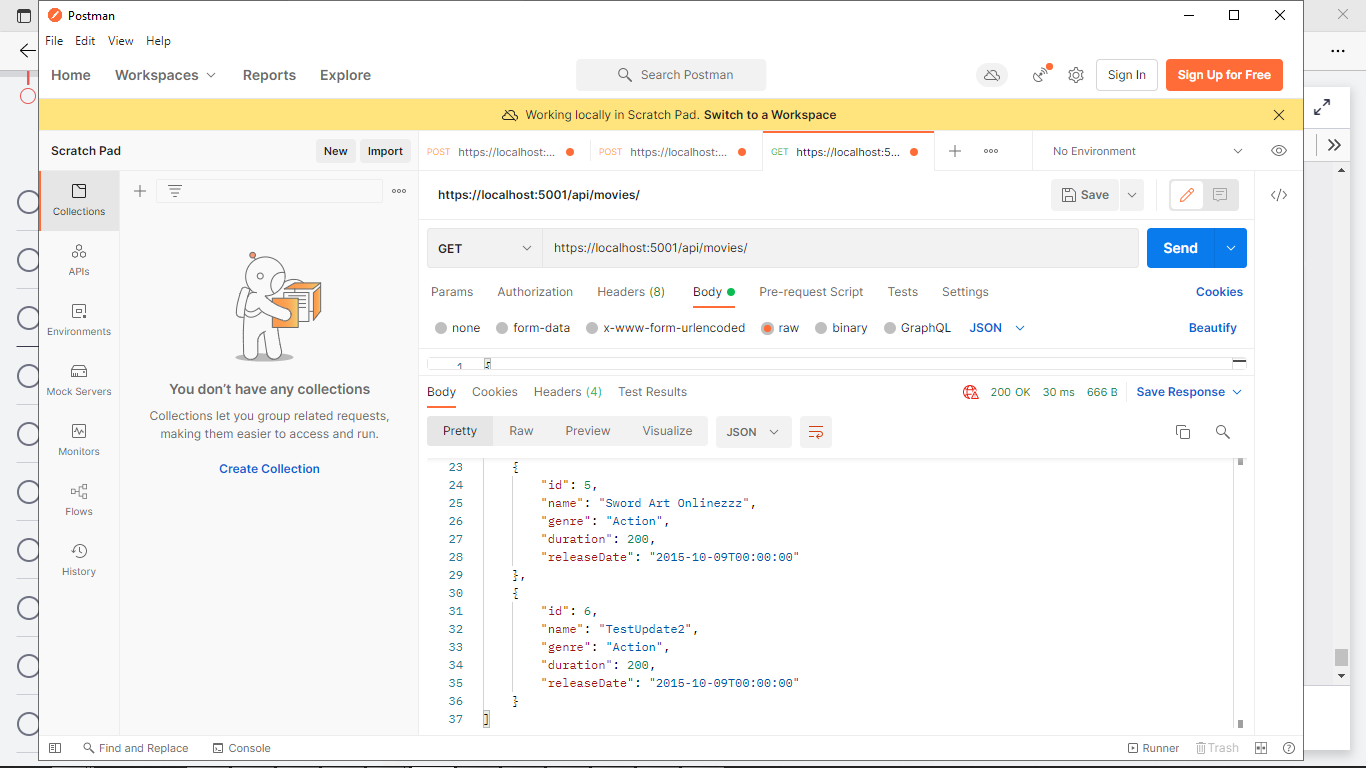 Postman
File Edit View Help
Home Workspaces Reports Explore Search Postman Sign In Sign Up for Free
Working locally in Scratch Pad. Switch to a Workspace
Scratch Pad New Import
POST https://localhost:... POST https://localhost:... GET https://localhost:5... No Environment
Collections
APIs
Environments
Mock Servers
Monitors
Flows
History
You don't have any collections
Collections let you group related requests,
making them easier to access and run.
Create Collection
https://localhost:5001/api/movies/ Save
GET https://localhost:5001/api/movies/ Send
Params Authorization Headers (8) Body Pre-request Script Tests Settings Cookies
none form-data x-www-form-urlencoded raw binary GraphQL JSON Beautify
1
Body Cookies Headers (4) Test Results 200 OK 30 ms 666 B Save Response
Pretty Raw Preview Visualize JSON
23 {
24 "id": 5,
25 "name": "Sword Art Onlinezzz",
26 "genre": "Action",
27 "duration": 200,
28 "releaseDate": "2015-10-09T00:00:00"
29 },
30 {
31 "id": 6,
32 "name": "TestUpdate2",
33 "genre": "Action",
34 "duration": 200,
35 "releaseDate": "2015-10-09T00:00:00"
36 }
37 ]
Find and Replace Console Runner Trash